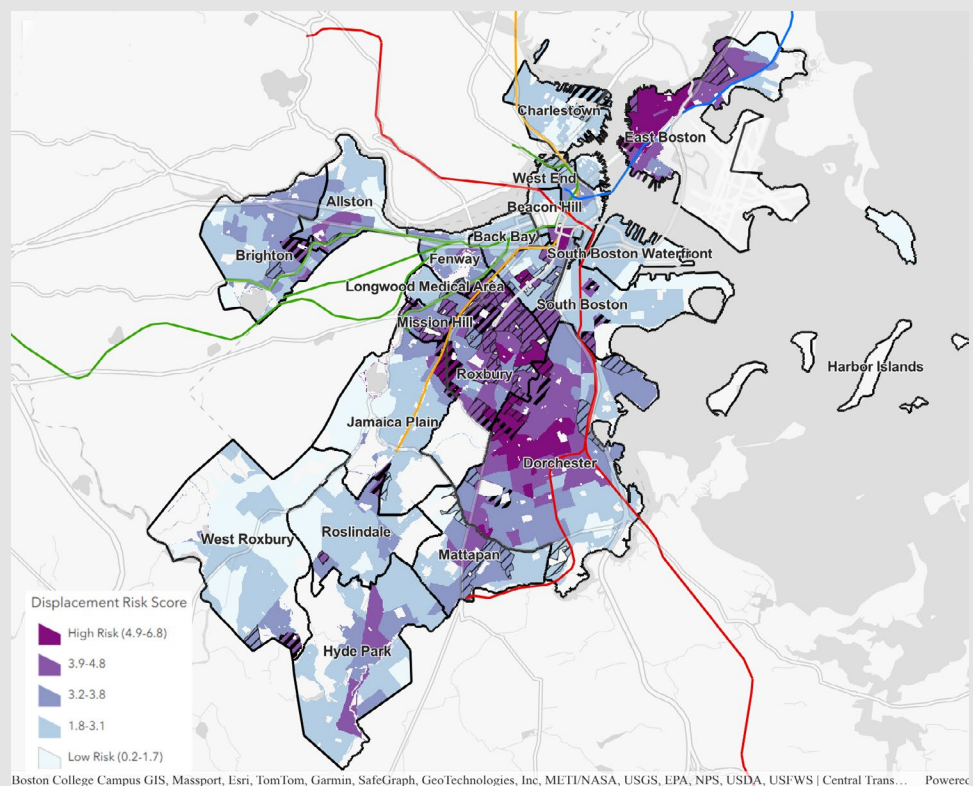 Charlestown
East Boston
West End
Allston
Beacon Hill
Back Bay
Brighton
Fenway
South Boston Waterfront
Longwood Medical Area
South Boston
Mission Hill
Roxbury
Harbor Islands
Jamaica Plain
Dorchester
West Roxbury
Roslindale
Mattapan
Hyde Park
Displacement Risk Score
High Risk (4.9-6.8)
3.9-4.8
3.2-3.8
1.8-3.1
Low Risk (0.2-1.7)
Boston College Campus GIS, Massport, Esri, TomTom, Garmin, SafeGraph, GeoTechnologies, Inc, METI/NASA, USGS, EPA, NPS, USDA, USFWS | Central Trans... Powered